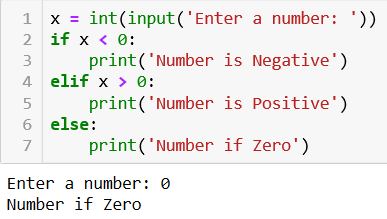 1 x = int(input('Enter a number: '))
2 if x < 0:
3     print('Number is Negative')
4 elif x > 0:
5     print('Number is Positive')
6 else:
7     print('Number if Zero')
Enter a number: 0
Number if Zero